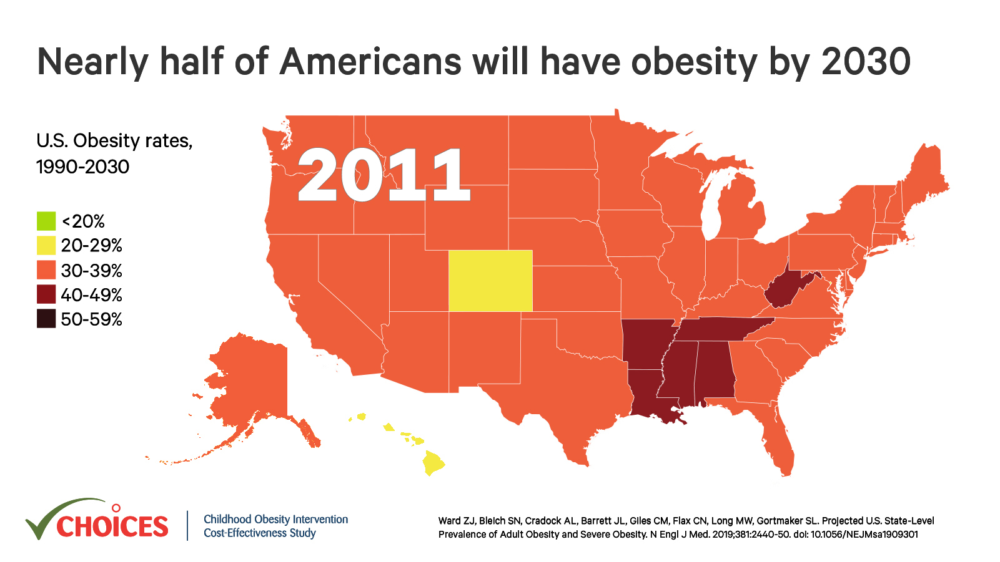 Nearly half of Americans will have obesity by 2030
U.S. Obesity rates,
1990-2030
2011
<20%
20-29%
30-39%
40-49%
50-59%
CHOICES
Childhood Obesity Intervention
Cost-Effectiveness Study
Ward ZJ, Bleich SN, Cradock AL, Barrett JL, Giles CM, Flax CN, Long MW, Gortmaker SL. Projected U.S. State-Level
Prevalence of Adult Obesity and Severe Obesity. N Engl J Med. 2019;381:2440-50. doi: 10.1056/NEJMsa1909301